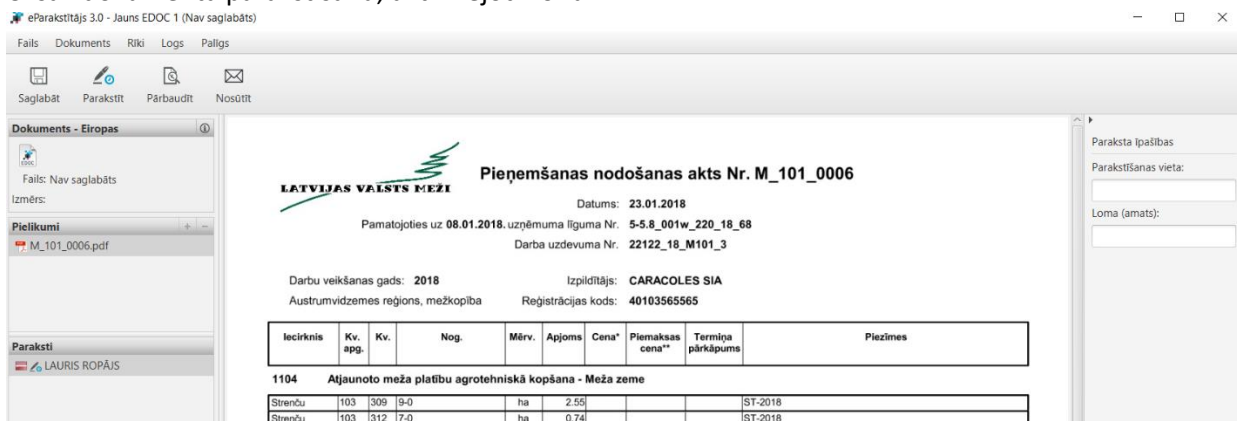 eParakstītājs 3.0 - Jauns EDOC 1 (Nav saglabāts)
Fails Dokuments Rīki Logs Palīgs
Saglabāt Parakstīt Pārbaudīt Nosūtīt
Dokuments - Eiropas
EDOC
Fails: Nav saglabāts
Izmērs:
Pielikumi + -
M_101_0006.pdf
Paraksti
LAURIS ROPĀJS
LATVIJAS VALSTS MEŽI
Pieņemšanas nodošanas akts Nr. M_101_0006
Datums: 23.01.2018
Pamatojoties uz 08.01.2018. uzņēmuma līguma Nr. 5-5.8_001w_220_18_68
Darba uzdevuma Nr. 22122_18_M101_3
Darbu veikšanas gads: 2018 Izpildītājs: CARACOLES SIA
Austrumvidzemes reģions, mežkopība Reģistrācijas kods: 40103565565
Iecirknis Kv. apg. Kv. Nog. Mērv. Apjoms Cena* Piemaksas cena** Termiņa pārkāpums Piezīmes
1104 Atjaunoto meža platību agrotehniskā kopšana - Meža zeme
Strenču 103 309 9-0 ha 2.55 ST-2018
Strenču 103 312 7-0 ha 0.74 ST-2018
Paraksta īpašības
Parakstīšanas vieta:
Loma (amats):